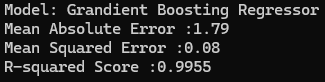 Model: Grandient Boosting Regressor
Mean Absolute Error :1.79
Mean Squared Error :0.08
R-squared Score :0.9955